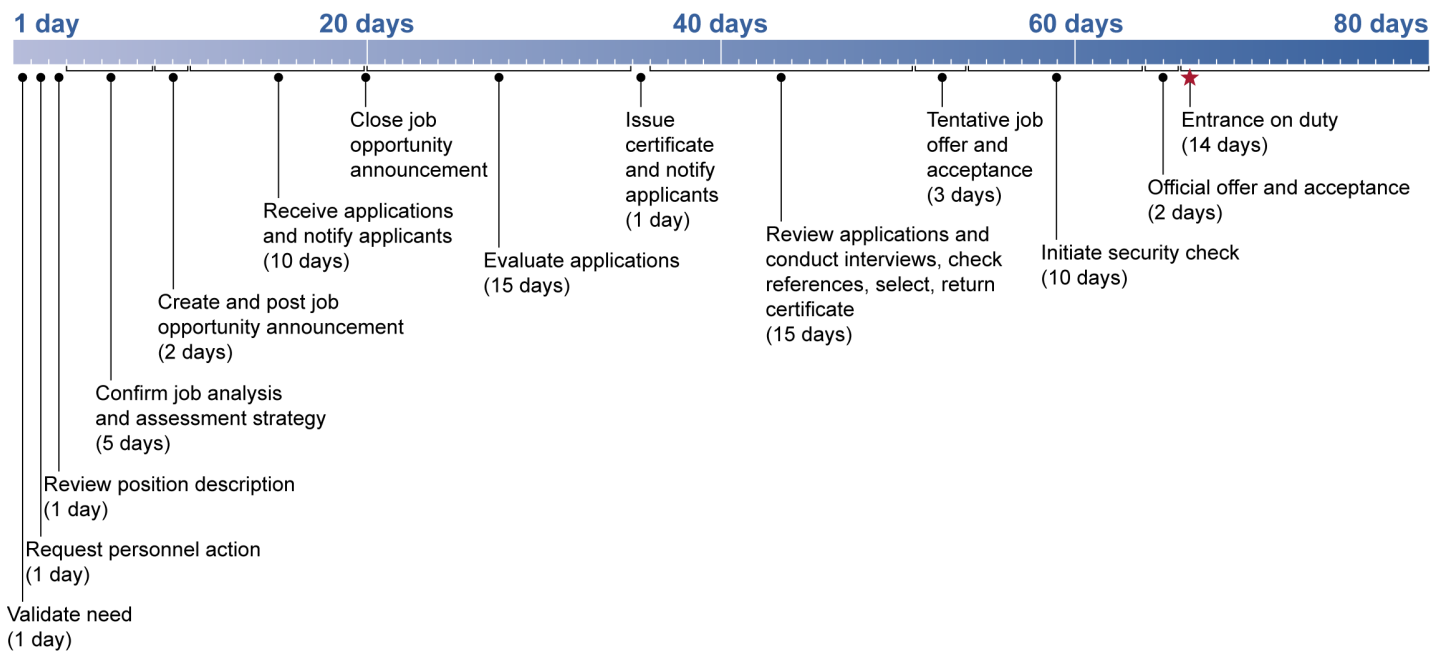 1 day
20 days
40 days
60 days
80 days
Validate need
(1 day)
Request personnel action
(1 day)
Review position description
(1 day)
Confirm job analysis
and assessment strategy
(5 days)
Create and post job
opportunity announcement
(2 days)
Receive applications
and notify applicants
(10 days)
Close job
opportunity
announcement
Evaluate applications
(15 days)
Issue
certificate
and notify
applicants
(1 day)
Review applications and
conduct interviews, check
references, select, return
certificate
(15 days)
Tentative job
offer and
acceptance
(3 days)
Initiate security check
(10 days)
Official offer and acceptance
(2 days)
Entrance on duty
(14 days)